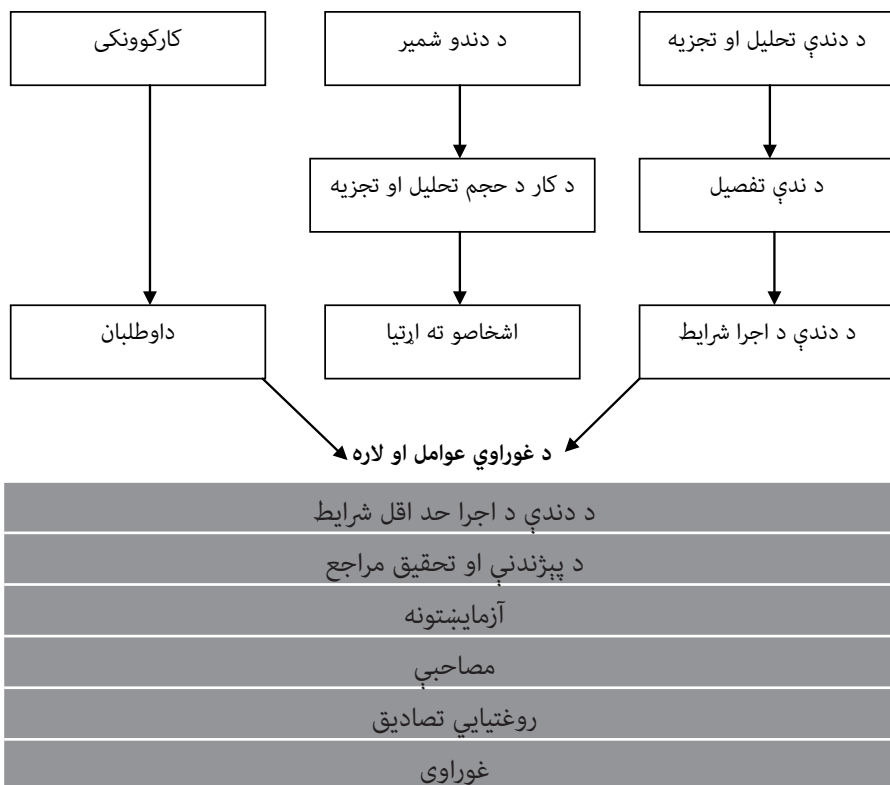 د دندې تحلیل او تجزیه
د دندو شمیر
کارکوونکی
د ندې تفصیل
د کار د حجم تحلیل او تجزیه
د دندې د اجرا شرایط
اشخاصو ته اړتیا
داوطلبان
د غوراوي عوامل او لاره
د دندې د اجرا حد اقل شرایط
د پېژندنې او تحقیق مراجع
آزمایښتونه
مصاحبې
روغتیایي تصادیق
غوراوی